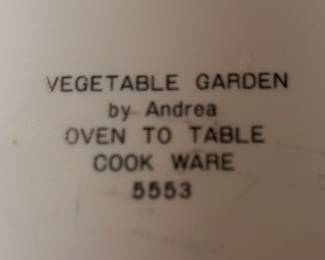 VEGETABLE GARDEN
by Andrea
OVEN TO TABLE
COOK WARE
5553